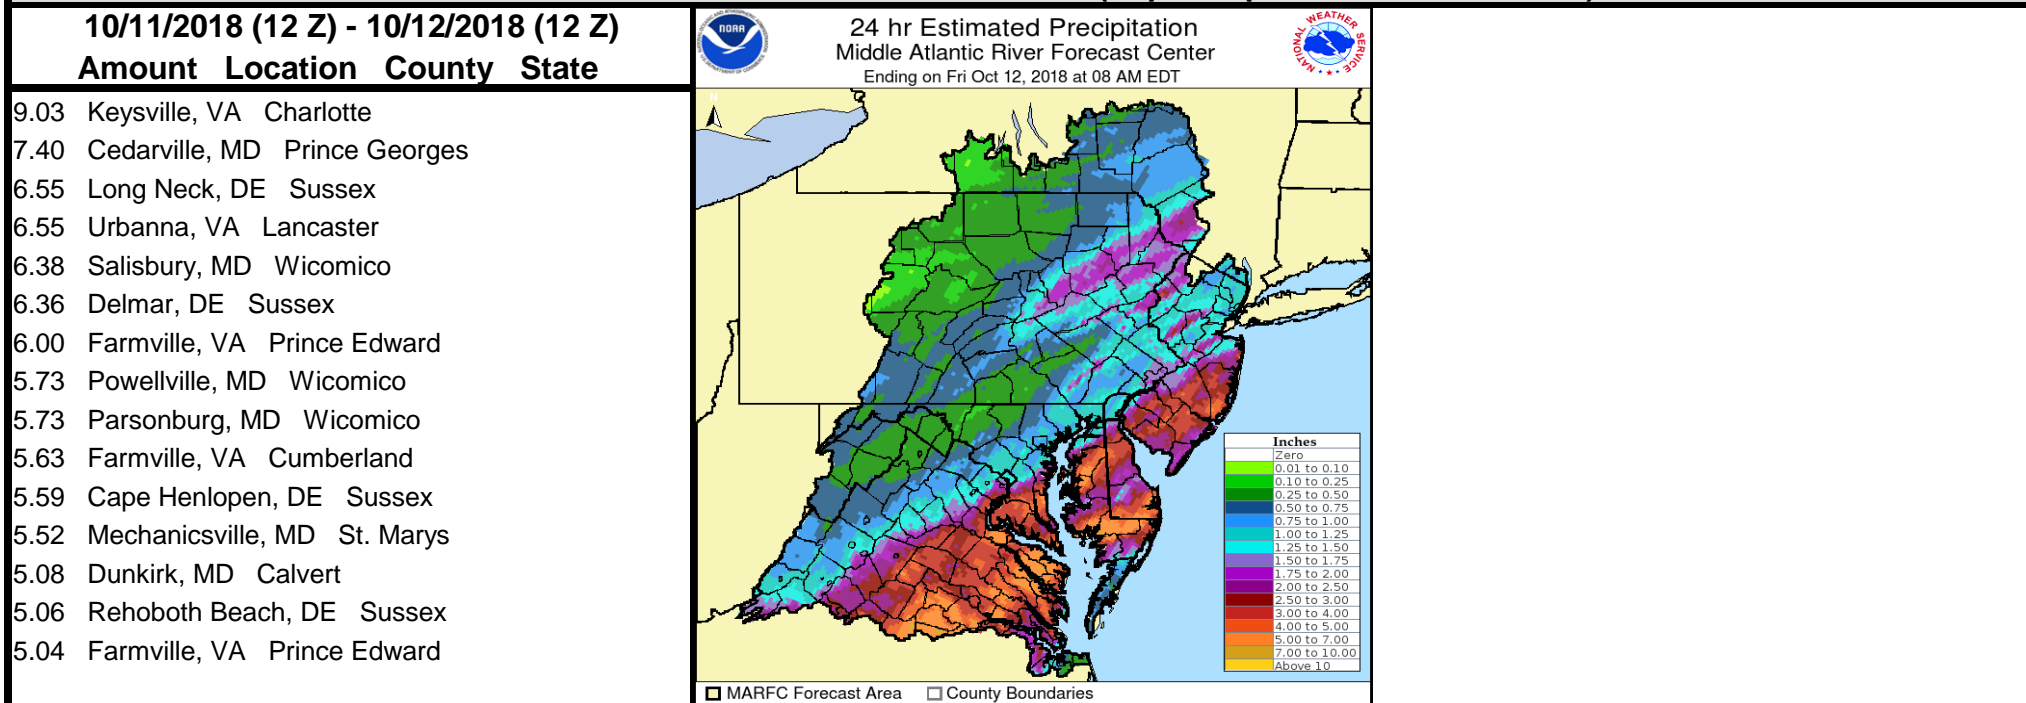 10/11/2018 (12 Z) - 10/12/2018 (12 Z)
Amount Location County State
9.03 Keysville, VA Charlotte
7.40 Cedarville, MD Prince Georges
6.55 Long Neck, DE Sussex
6.55 Urbanna, VA Lancaster
6.38 Salisbury, MD Wicomico
6.36 Delmar, DE Sussex
6.00 Farmville, VA Prince Edward
5.73 Powellville, MD Wicomico
5.73 Parsonburg, MD Wicomico
5.63 Farmville, VA Cumberland
5.59 Cape Henlopen, DE Sussex
5.52 Mechanicsville, MD St. Marys
5.08 Dunkirk, MD Calvert
5.06 Rehoboth Beach, DE Sussex
5.04 Farmville, VA Prince Edward
NOAA
24 hr Estimated Precipitation
Middle Atlantic River Forecast Center
Ending on Fri Oct 12, 2018 at 08 AM EDT
NATIONAL WEATHER SERVICE
Inches
Zero
0.01 to 0.10
0.10 to 0.25
0.25 to 0.50
0.50 to 0.75
0.75 to 1.00
1.00 to 1.25
1.25 to 1.50
1.50 to 1.75
1.75 to 2.00
2.00 to 2.50
2.50 to 3.00
3.00 to 4.00
4.00 to 5.00
5.00 to 7.00
7.00 to 10.00
Above 10
MARFC Forecast Area County Boundaries